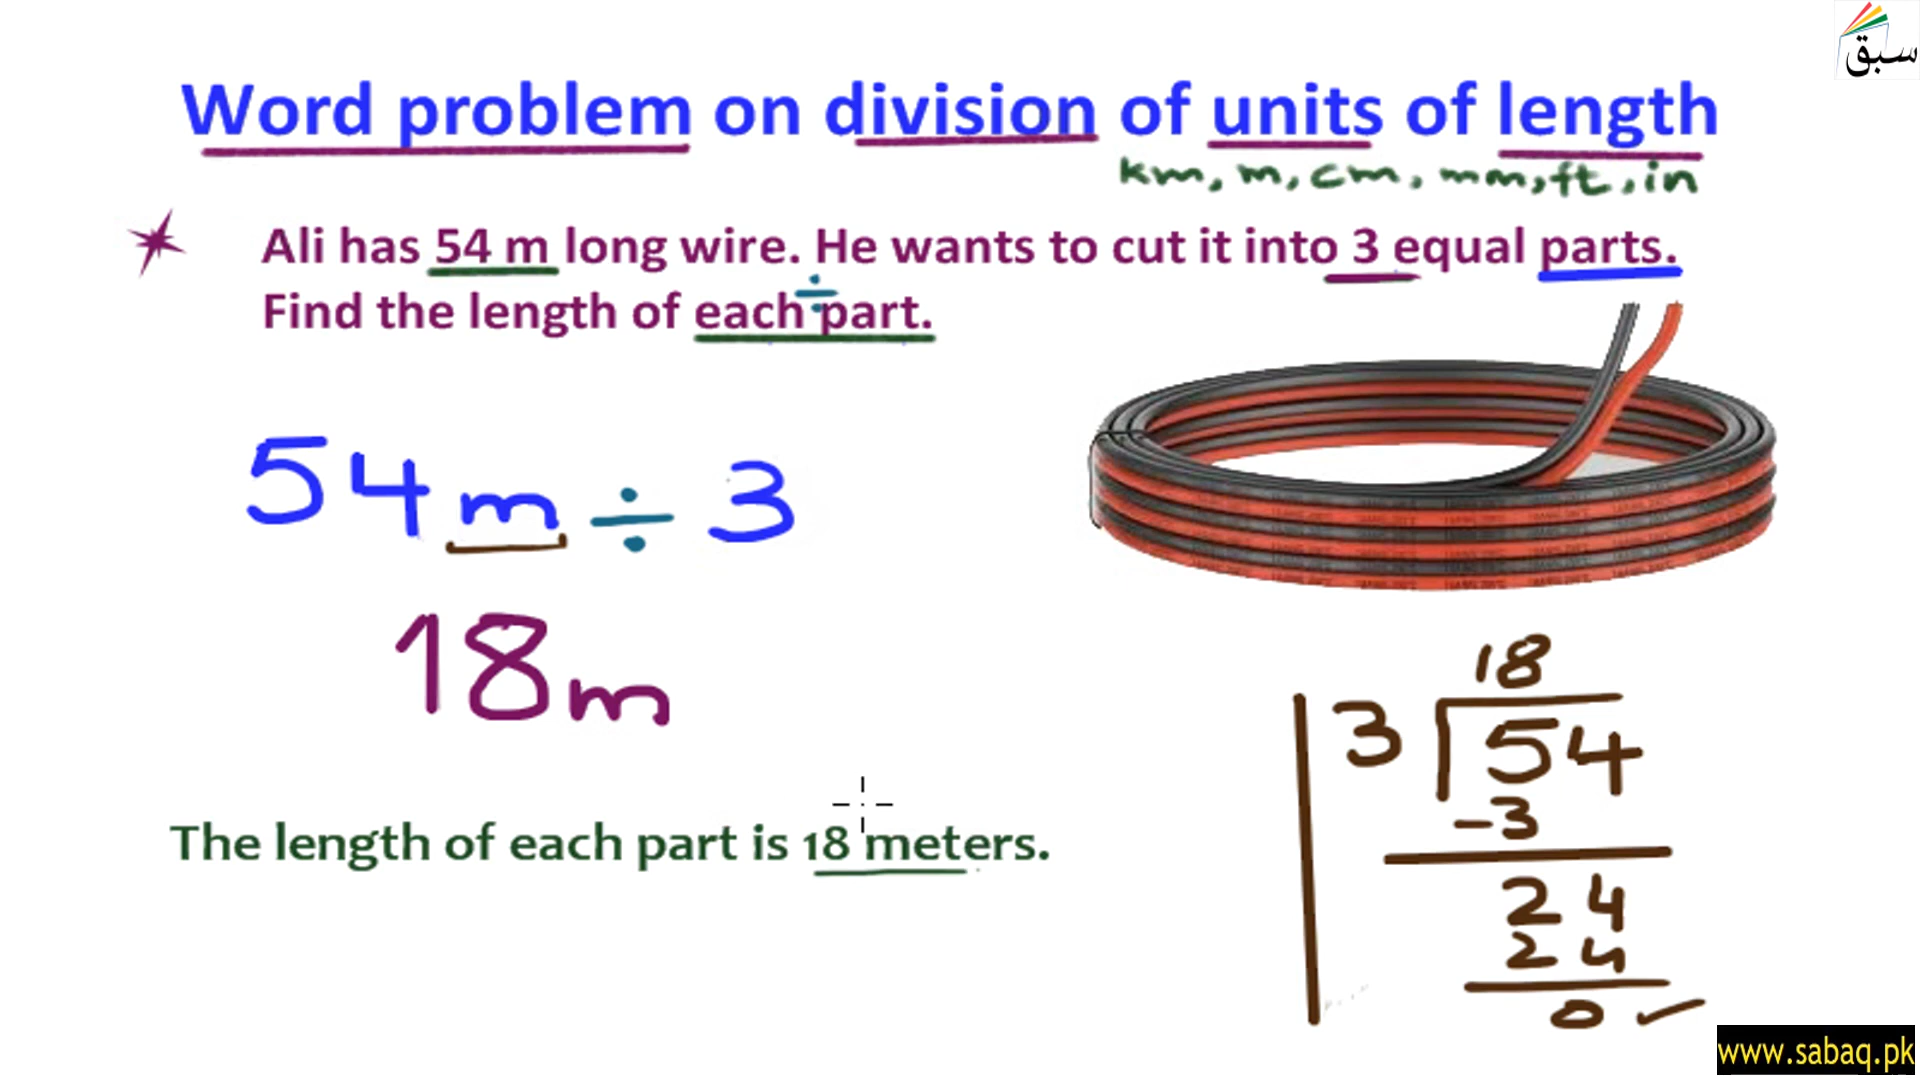 سبق
Word problem on division of units of length
km, m, cm, mm, ft, in
Ali has 54 m long wire. He wants to cut it into 3 equal parts.
÷
Find the length of each part.
54 m ÷ 3
18 m
The length of each part is 18 meters.
18
3 54
-3
24
24
0
www.sabaq.pk